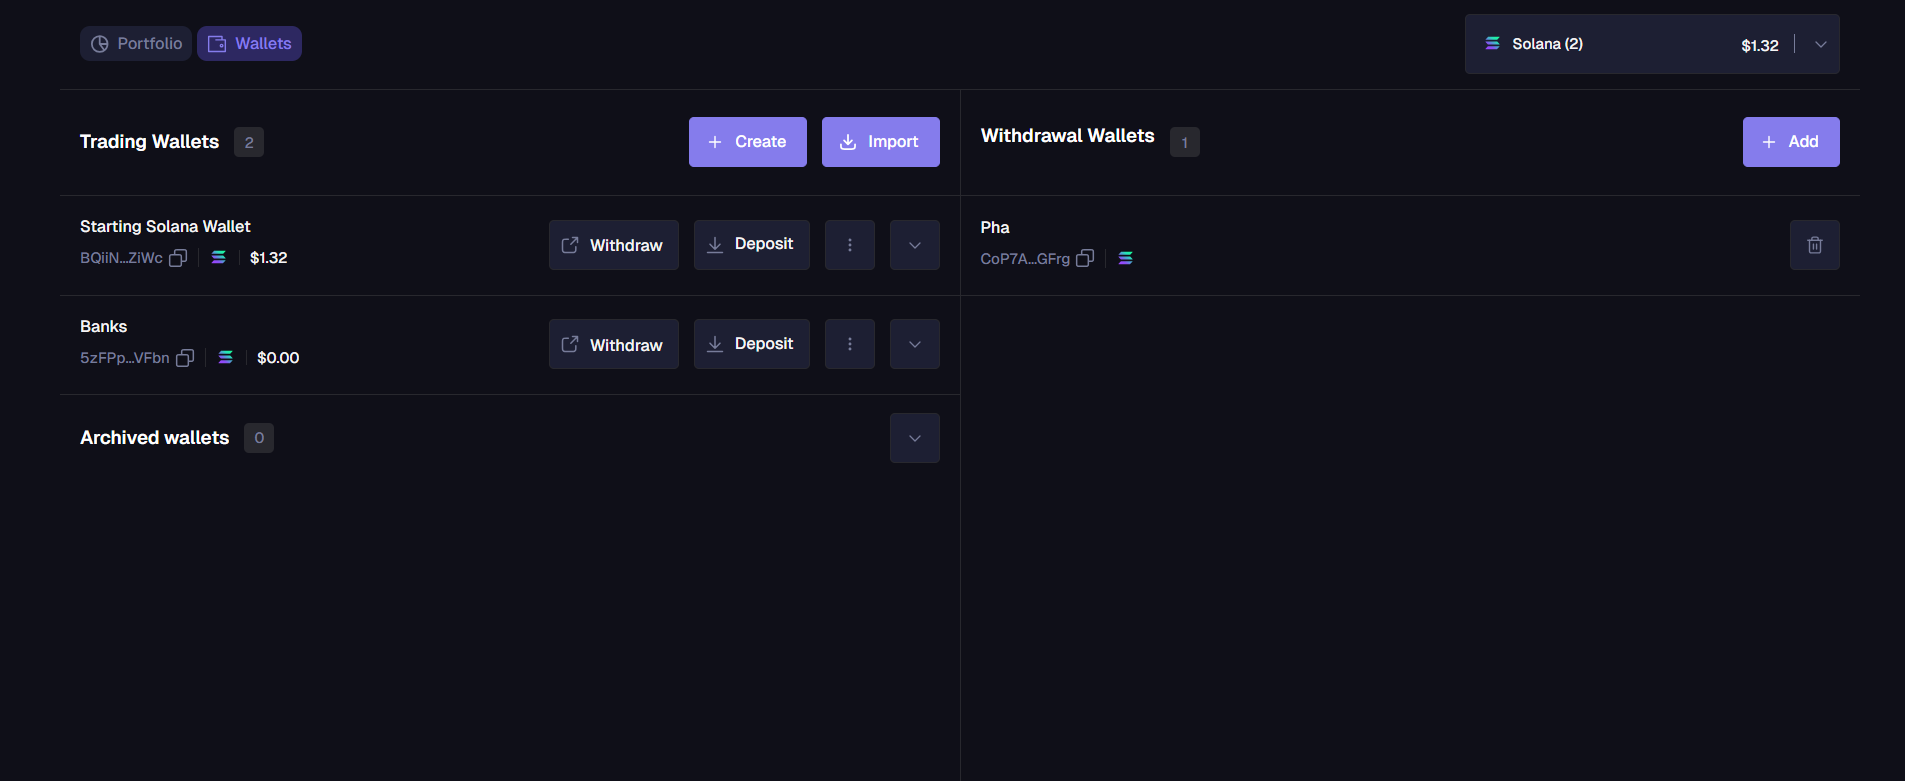 Portfolio
Wallets
Solana (2)
$1.32
Trading Wallets
2
Create
Import
Withdrawal Wallets
1
Add
Starting Solana Wallet
BQiiN...ZiWc
$1.32
Withdraw
Deposit
Pha
CoP7A...GFrg
Banks
5zFPp...VFbn
$0.00
Withdraw
Deposit
Archived wallets
0